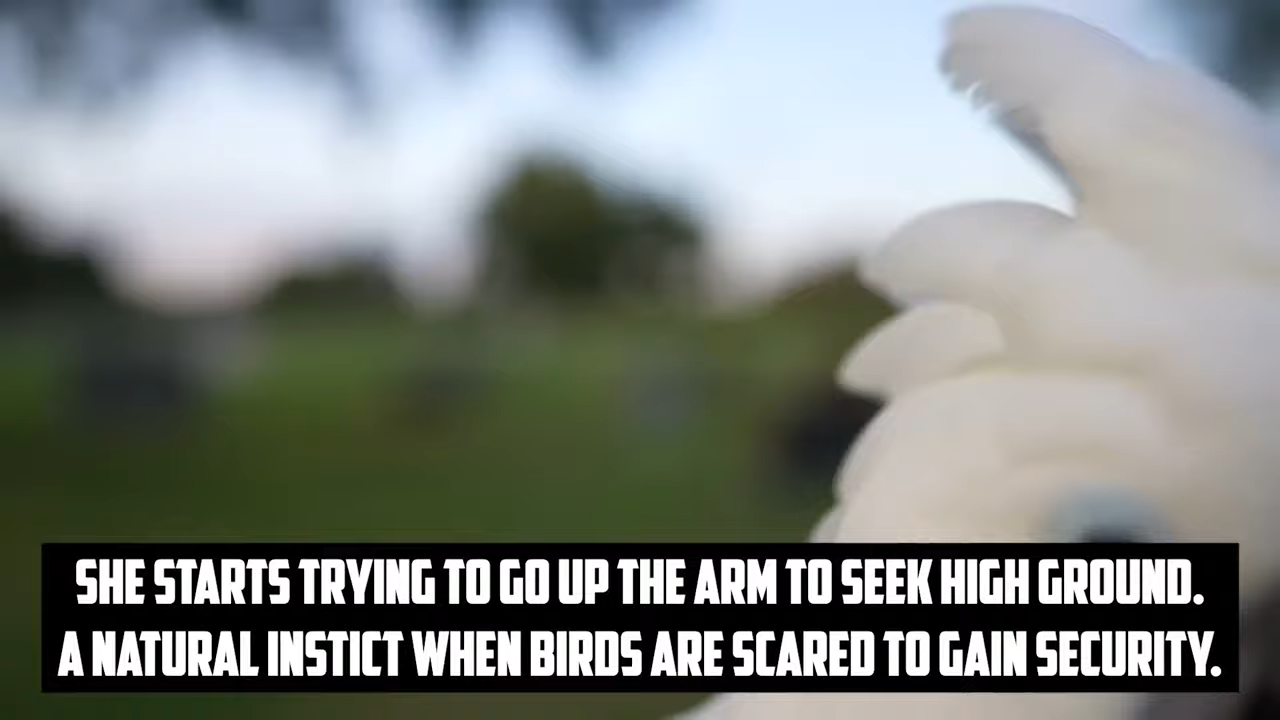 SHE STARTS TRYING TO GO UP THE ARM TO SEEK HIGH GROUND.
A NATURAL INSTICT WHEN BIRDS ARE SCARED TO GAIN SECURITY.